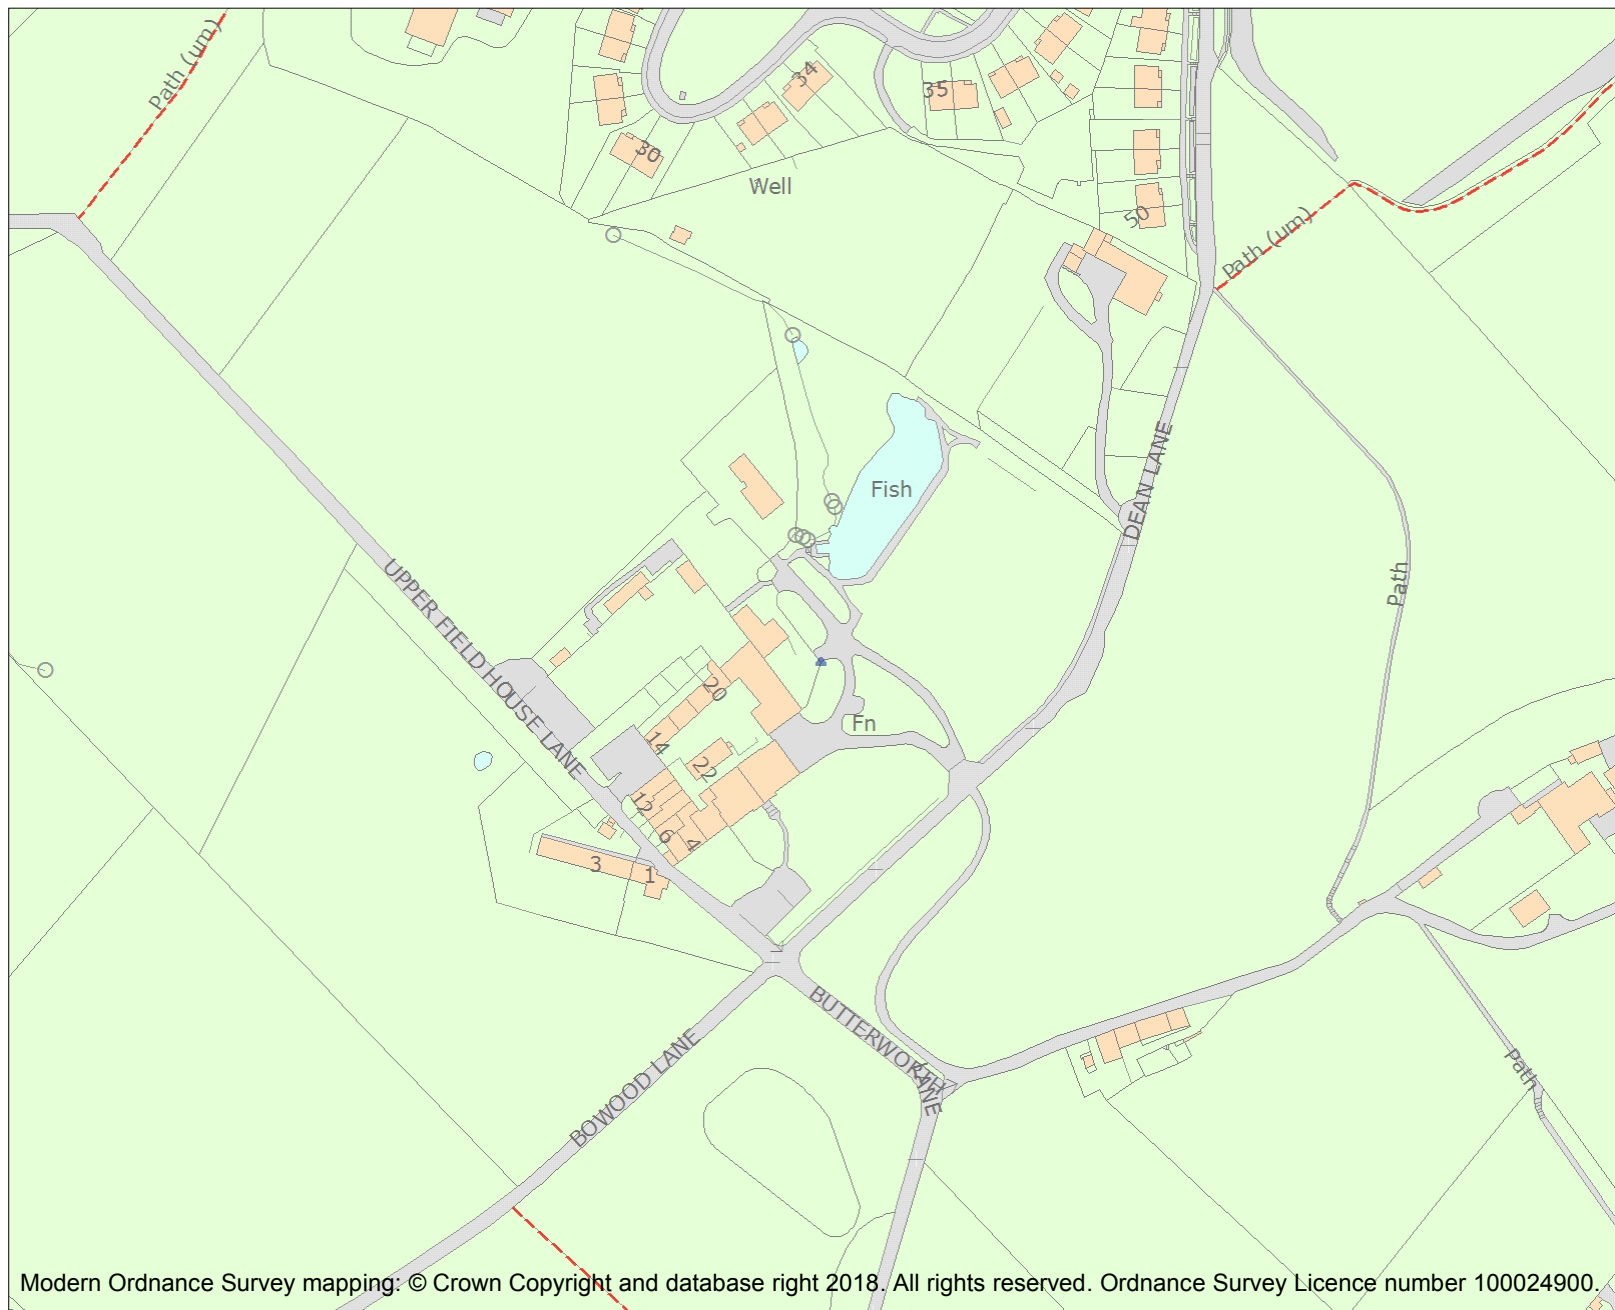 Path (um)
34
35
30
Well
50
Path (um)
DEAN LANE
Fish
Path
UPPER FIELD HOUSE LANE
20
14
Fn
22
12
6
4
3
1
BUTTERWORTH LANE
BOWOOD LANE
Path
Modern Ordnance Survey mapping: © Crown Copyright and database right 2018. All rights reserved. Ordnance Survey Licence number 100024900.